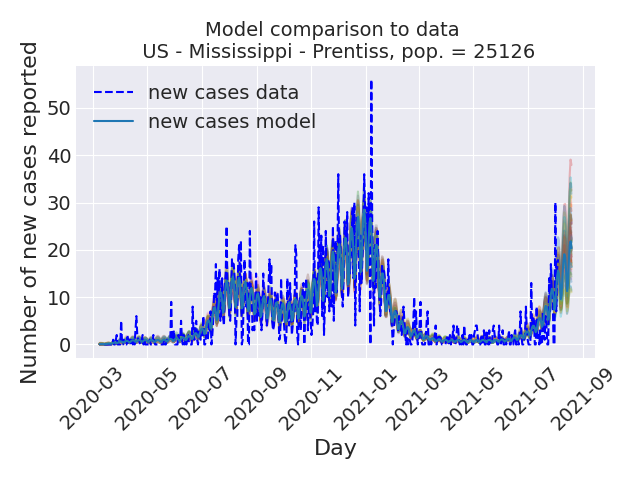 Model comparison to data
US - Mississippi - Prentiss, pop. = 25126
Number of new cases reported
50
40
30
20
10
0
new cases data
new cases model
2020-03
2020-05
2020-07
2020-09
2020-11
2021-01
2021-03
2021-05
2021-07
2021-09
Day